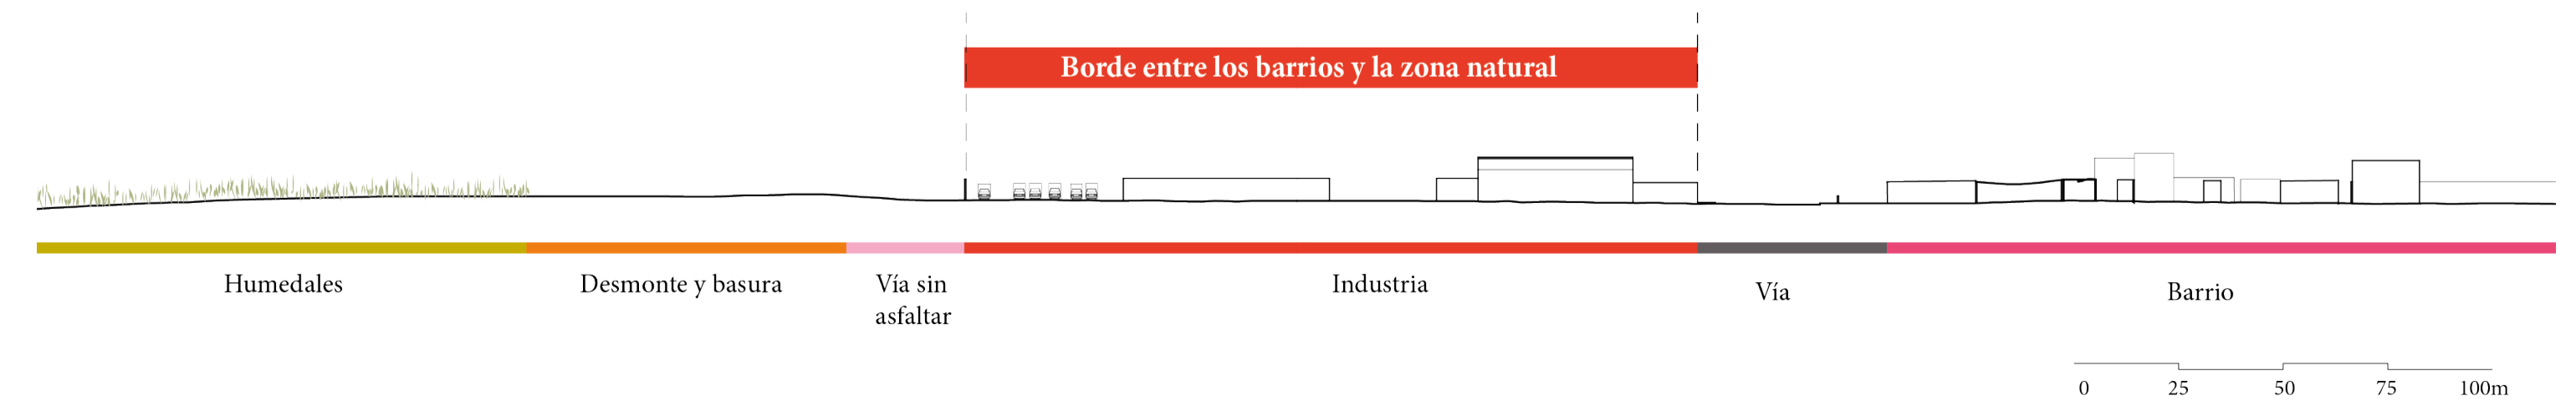 Borde entre los barrios y la zona natural
Humedales
Desmonte y basura
Vía sin
asfaltar
Industria
Vía
Barrio
0 25 50 75 100m